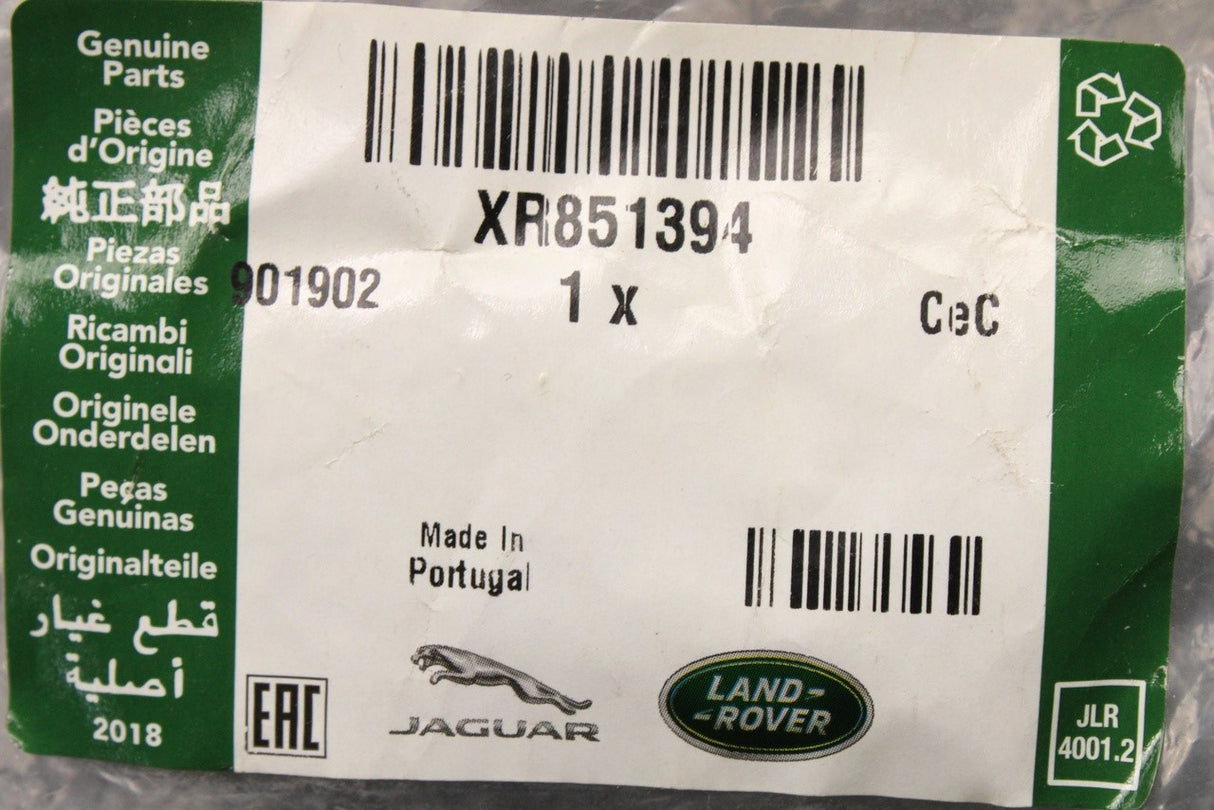 Genuine
Parts
Pièces
d'Origine
純正部品
Piezas
Originales
Ricambi
Originali
Originele
Onderdelen
Peças
Genuinas
Originalteile
قطع غيار
أصلية
2018
XR851394
901902 1 x CeC
Made In
Portugal
EAC
JAGUAR
LAND-
-ROVER
JLR
4001.2